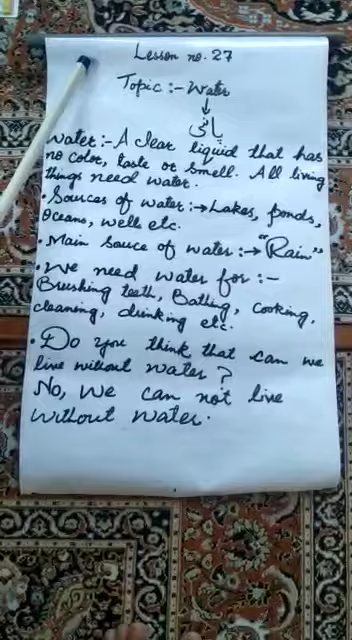 Lesson no. 27
Topic :- Water
↓
پانی
Water :- A clear liquid that has
no color, taste or smell. All living
things need water.
• Sources of water :→ Lakes, ponds,
Oceans, wells etc.
• Main Sauce of water :→ "Rain"
• We need water for :-
Brushing teeth, Bathing, cooking,
cleaning, drinking etc.
• Do you think that can we
live without water ?
No, we can not live
without water.